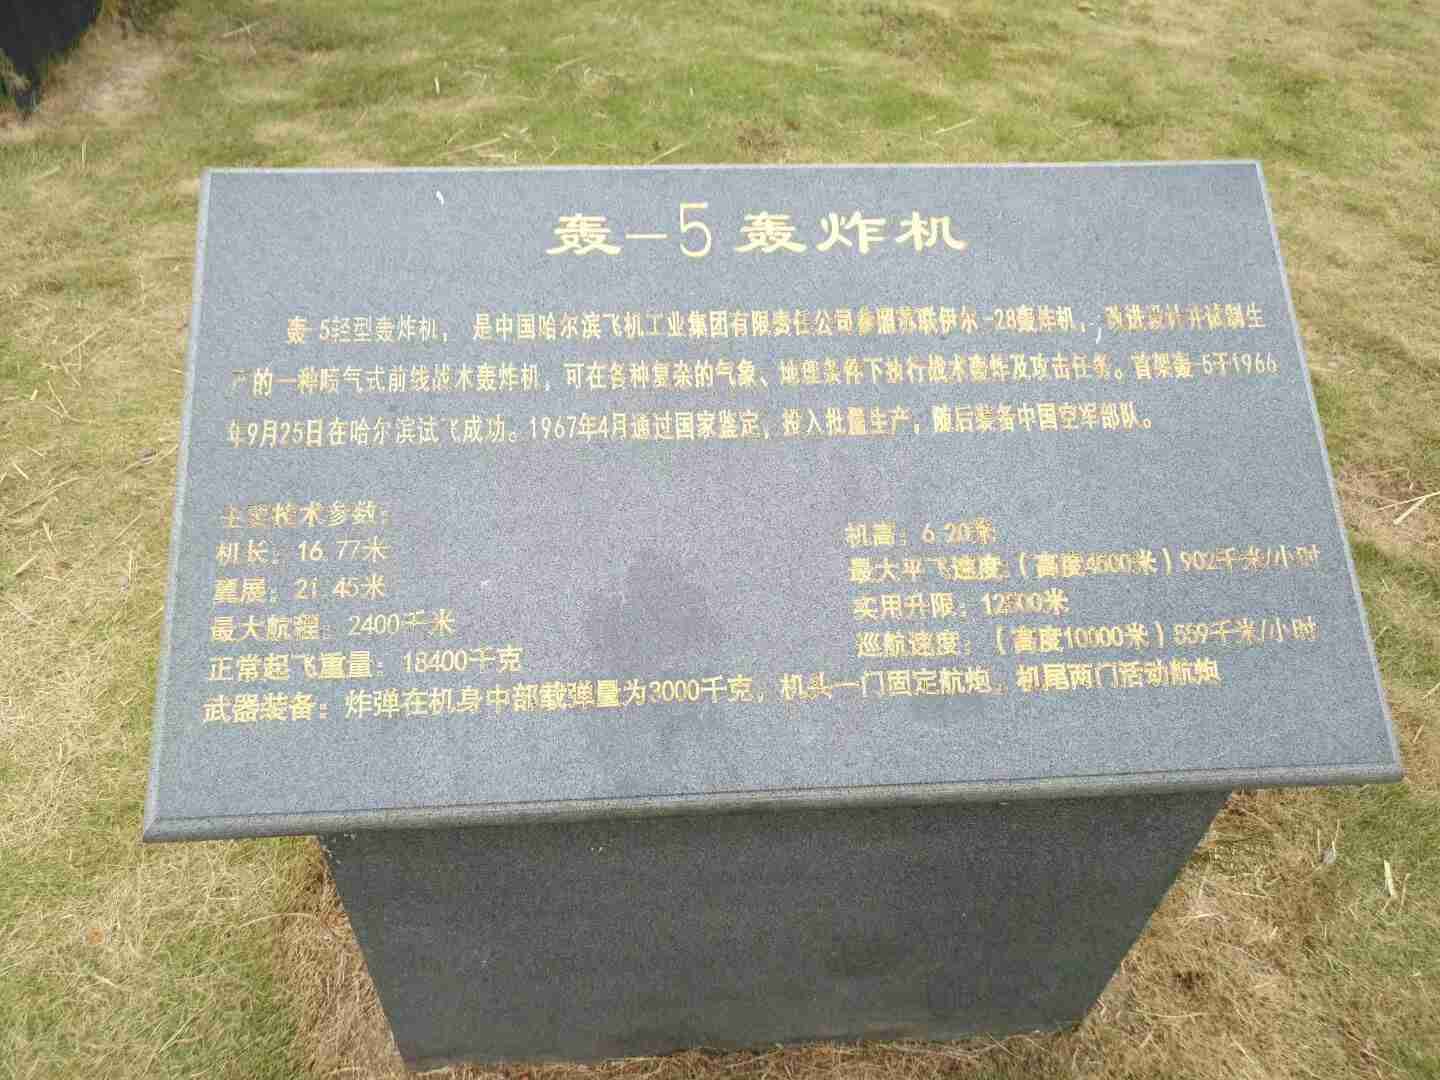 轰-5 轰炸机
轰-5轻型轰炸机， 是中国哈尔滨飞机工业集团有限责任公司参照苏联伊尔-28轰炸机，改进设计并试制生
产的一种喷气式前线战术轰炸机，可在各种复杂的气象、地理条件下执行战术轰炸及攻击任务。首架轰-5于1966
年9月25日在哈尔滨试飞成功。1967年4月通过国家鉴定，投入批量生产，随后装备中国空军部队。
主要技术参数：
机长：16.77米
机高：6.20米
翼展：21.45米
最大平飞速度：（高度4500米）902千米/小时
最大航程：2400千米
实用升限：12500米
正常起飞重量：18400千克
巡航速度：（高度10000米）559千米/小时
武器装备：炸弹在机身中部载弹量为3000千克，机头一门固定航炮，机尾两门活动航炮